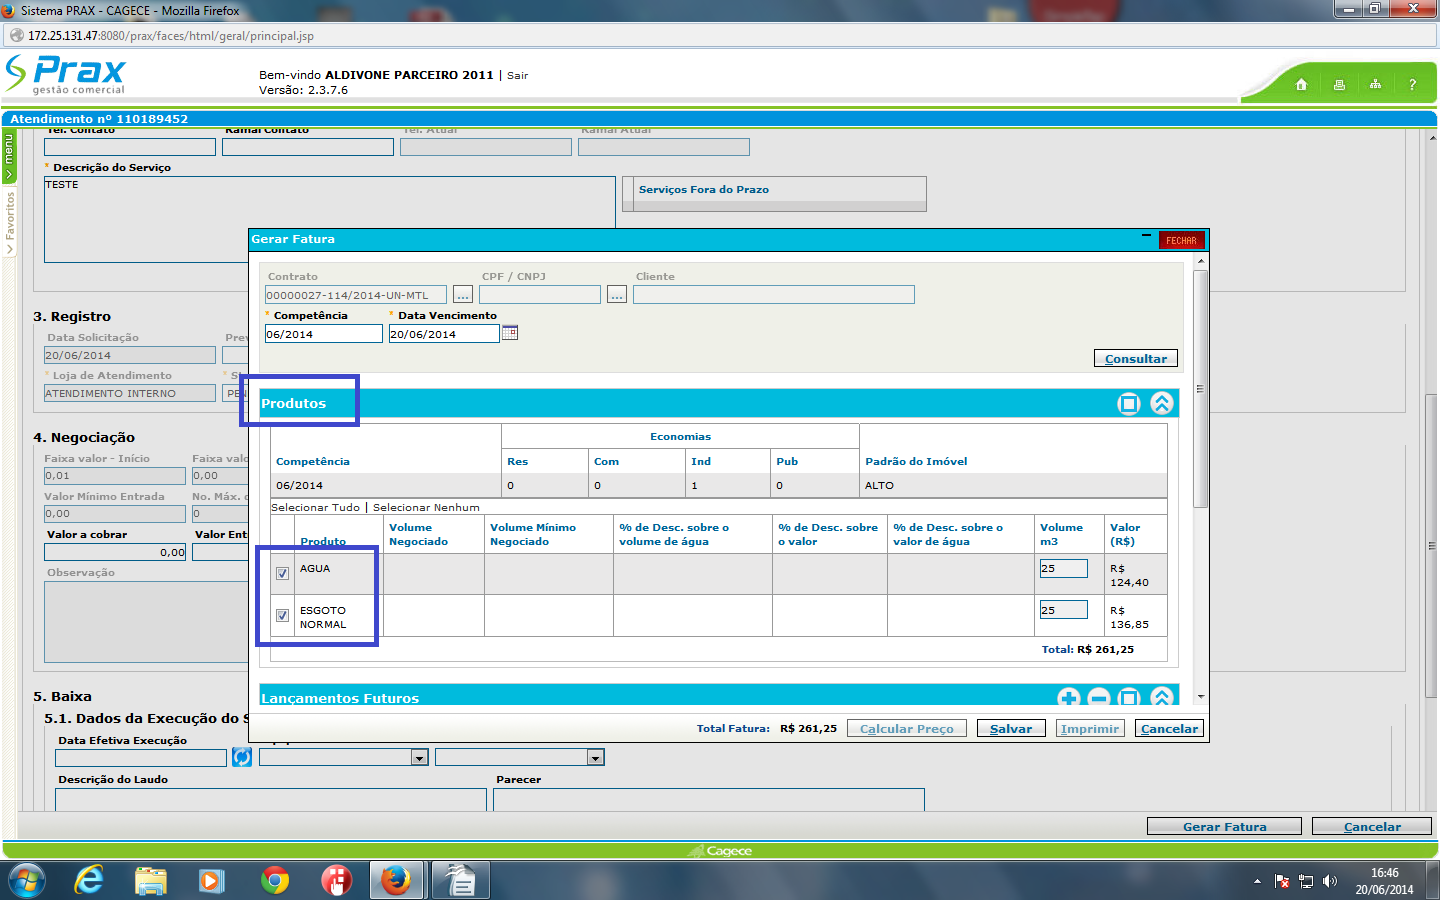 Sistema PRAX - CAGECE - Mozilla Firefox
172.25.131.47:8080/prax/faces/html/geral/principal.jsp
Prax
gestão comercial
Bem-vindo ALDIVONE PARCEIRO 2011 | Sair
Versão: 2.3.7.6
?
Atendimento nº 110189452
menu
Favoritos
Tel. Contato Ramal Contato Tel. Atual Ramal Atual
* Descrição do Serviço
TESTE
Serviços Fora do Prazo
3. Registro
Data Solicitação
20/06/2014
* Loja de Atendimento
ATENDIMENTO INTERNO
4. Negociação
Faixa valor - Início
0,01 0,00
Valor Mínimo Entrada No. Máx.
0,00 0
Valor a cobrar
0,00
Observação
5. Baixa
5.1. Dados da Execução do S
Data Efetiva Execução
Descrição do Laudo Parecer
Gerar Fatura
FECHAR
Contrato CPF / CNPJ Cliente
00000027-114/2014-UN-MTL ... ...
* Competência * Data Vencimento
06/2014 20/06/2014
Consultar
Produtos
Economias
Competência Res Com Ind Pub Padrão do Imóvel
06/2014 0 0 1 0 ALTO
Selecionar Tudo | Selecionar Nenhum
Produto Volume Negociado Volume Mínimo Negociado % de Desc. sobre o volume de água % de Desc. sobre o valor % de Desc. sobre o valor de água Volume m3 Valor (R$)
AGUA 25 R$ 124,40
ESGOTO NORMAL 25 R$ 136,85
Total: R$ 261,25
Lançamentos Futuros
Total Fatura: R$ 261,25 Calcular Preço Salvar Imprimir Cancelar
Gerar Fatura Cancelar
Cagece
16:46
20/06/2014